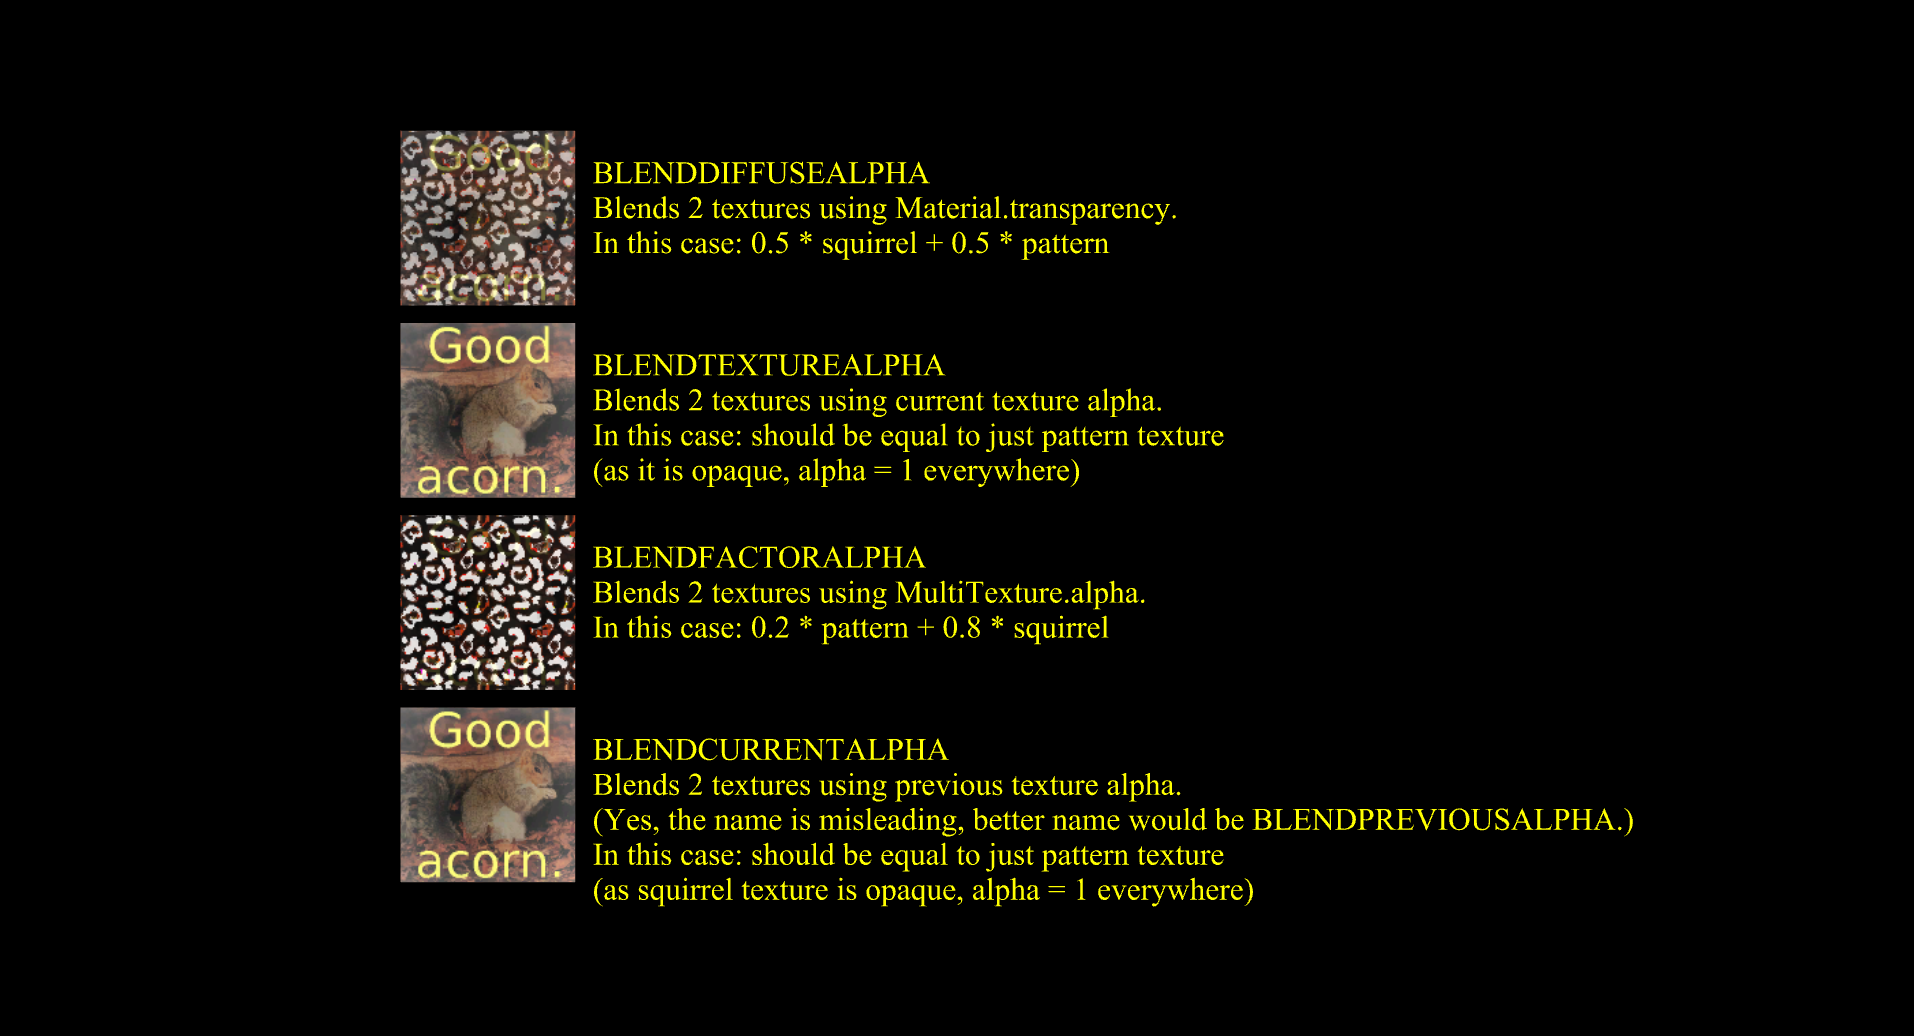 Good
acorn.
BLENDDIFFUSEALPHA
Blends 2 textures using Material.transparency.
In this case: 0.5 * squirrel + 0.5 * pattern
Good
acorn.
BLENDTEXTUREALPHA
Blends 2 textures using current texture alpha.
In this case: should be equal to just pattern texture
(as it is opaque, alpha = 1 everywhere)
BLENDFACTORALPHA
Blends 2 textures using MultiTexture.alpha.
In this case: 0.2 * pattern + 0.8 * squirrel
Good
acorn.
BLENDCURRENTALPHA
Blends 2 textures using previous texture alpha.
(Yes, the name is misleading, better name would be BLENDPREVIOUSALPHA.)
In this case: should be equal to just pattern texture
(as squirrel texture is opaque, alpha = 1 everywhere)